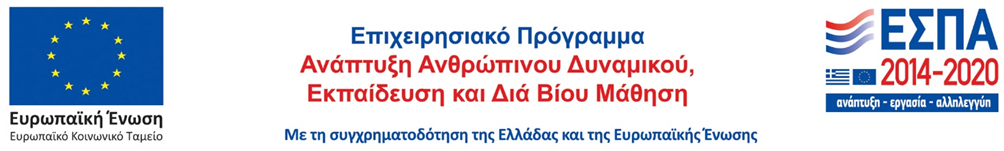 Ευρωπαϊκή Ένωση
Ευρωπαϊκό Κοινωνικό Ταμείο
Επιχειρησιακό Πρόγραμμα
Ανάπτυξη Ανθρώπινου Δυναμικού,
Εκπαίδευση και Διά Βίου Μάθηση
Με τη συγχρηματοδότηση της Ελλάδας και της Ευρωπαϊκής Ένωσης
ΕΣΠΑ
2014-2020
ανάπτυξη - εργασία - αλληλεγγύη